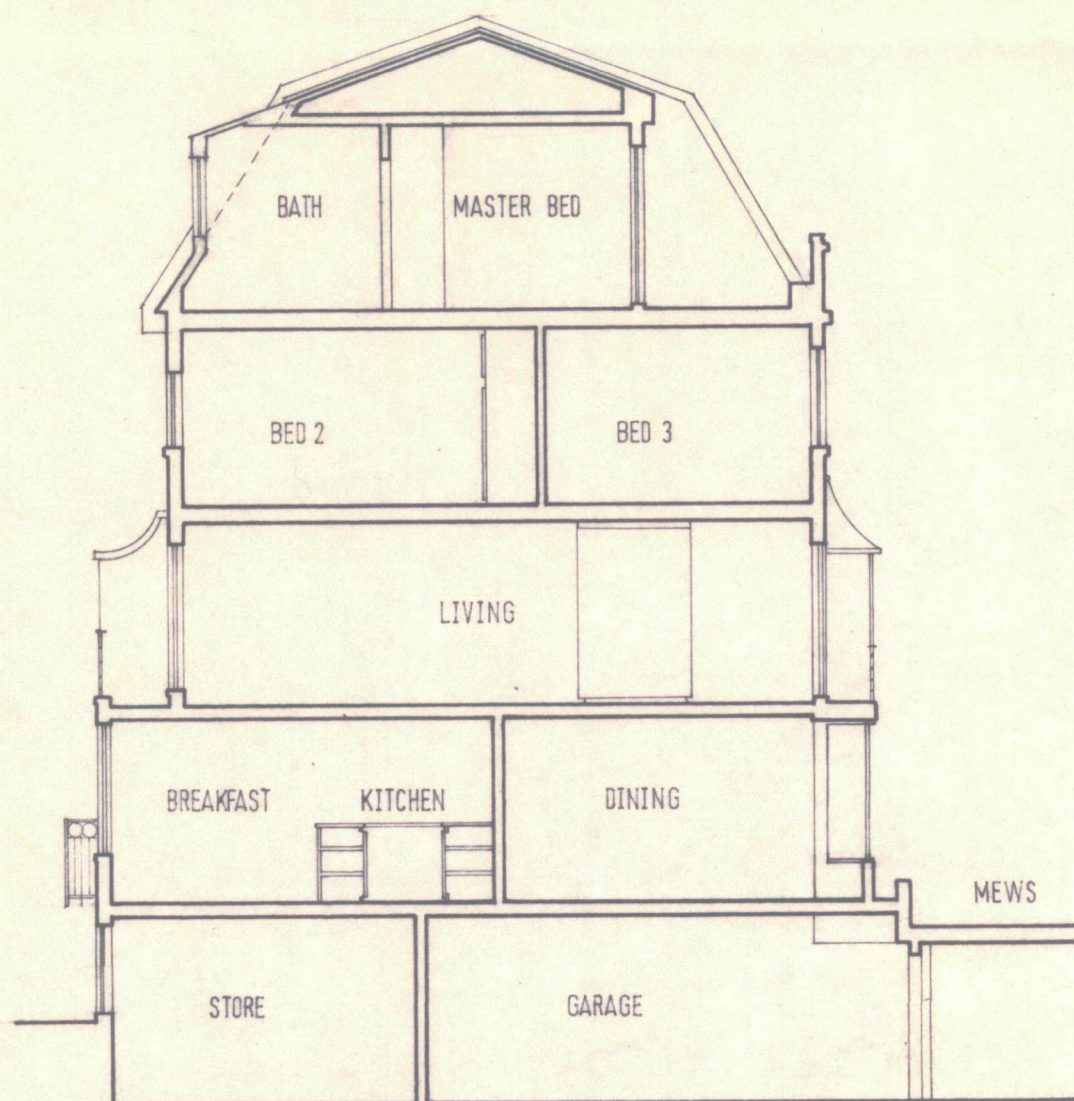 BATH MASTER BED
BED 2 BED 3
LIVING
BREAKFAST KITCHEN DINING
MEWS
STORE GARAGE